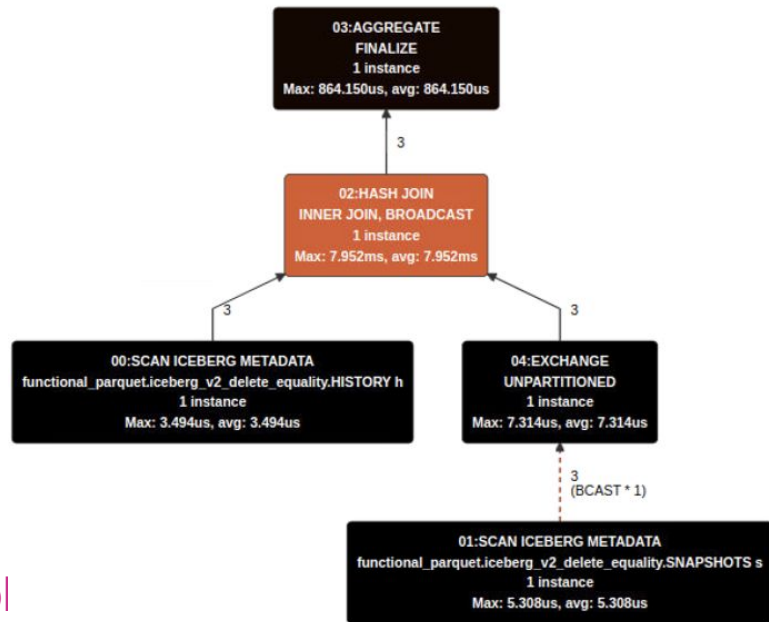 03:AGGREGATE
FINALIZE
1 instance
Max: 864.150us, avg: 864.150us
3
02:HASH JOIN
INNER JOIN, BROADCAST
1 instance
Max: 7.952ms, avg: 7.952ms
3
3
00:SCAN ICEBERG METADATA
functional_parquet.iceberg_v2_delete_equality.HISTORY h
1 instance
Max: 3.494us, avg: 3.494us
04:EXCHANGE
UNPARTITIONED
1 instance
Max: 7.314us, avg: 7.314us
3
(BCAST * 1)
01:SCAN ICEBERG METADATA
functional_parquet.iceberg_v2_delete_equality.SNAPSHOTS s
1 instance
Max: 5.308us, avg: 5.308us